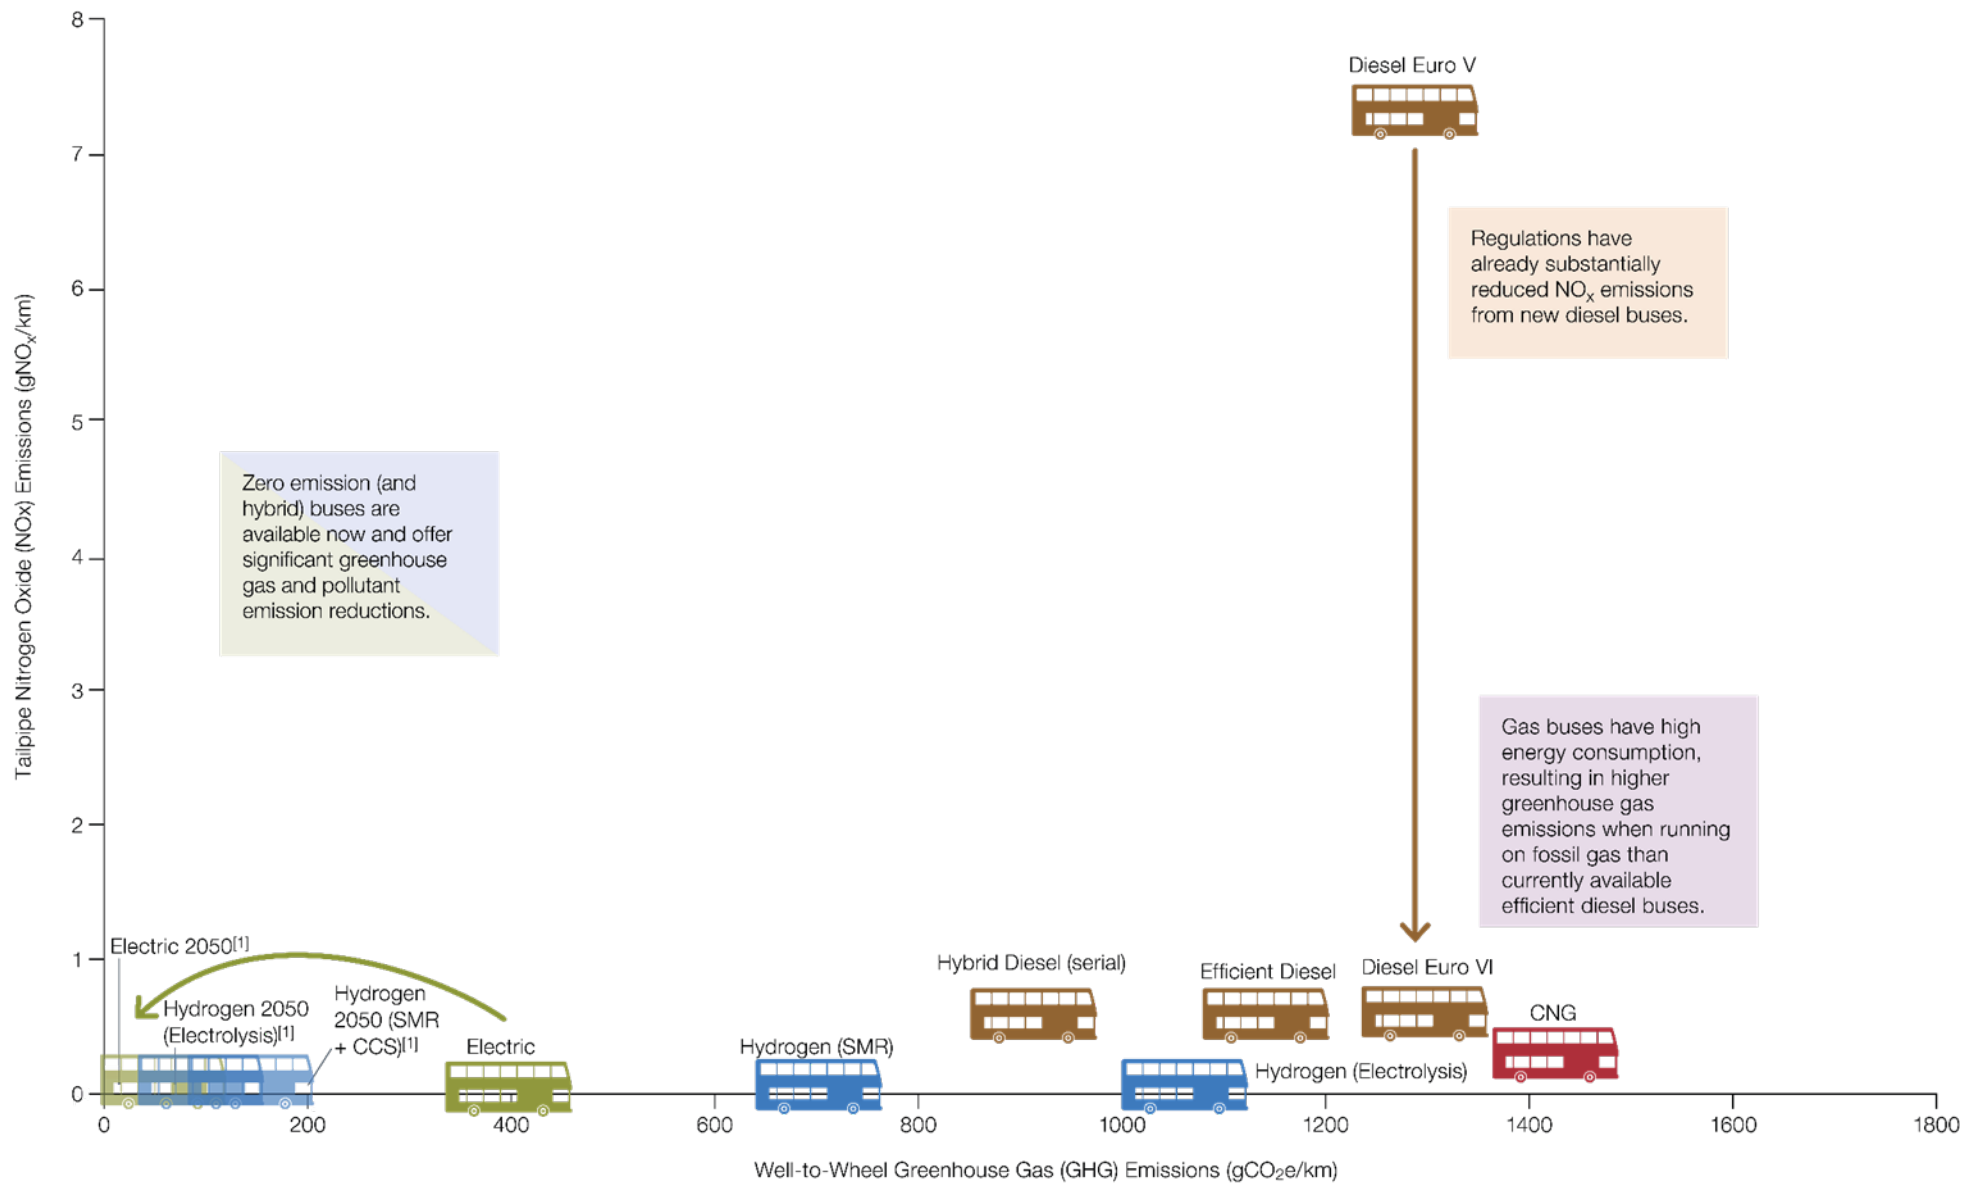 8
Diesel Euro V
7
Regulations have
already substantially
reduced NOx emissions
from new diesel buses.
6
Tailpipe Nitrogen Oxide (NOx) Emissions (gNOx/km)
5
Zero emission (and
hybrid) buses are
available now and offer
significant greenhouse
gas and pollutant
emission reductions.
4
3
Gas buses have high
energy consumption,
resulting in higher
greenhouse gas
emissions when running
on fossil gas than
currently available
efficient diesel buses.
2
1
Electric 2050[1]
Hydrogen 2050
(Electrolysis)[1]
Hydrogen
2050 (SMR
+ CCS)[1]
Electric
Hydrogen (SMR)
Hybrid Diesel (serial)
Efficient Diesel
Diesel Euro VI
CNG
Hydrogen (Electrolysis)
0
0 200 400 600 800 1000 1200 1400 1600 1800
Well-to-Wheel Greenhouse Gas (GHG) Emissions (gCO2e/km)